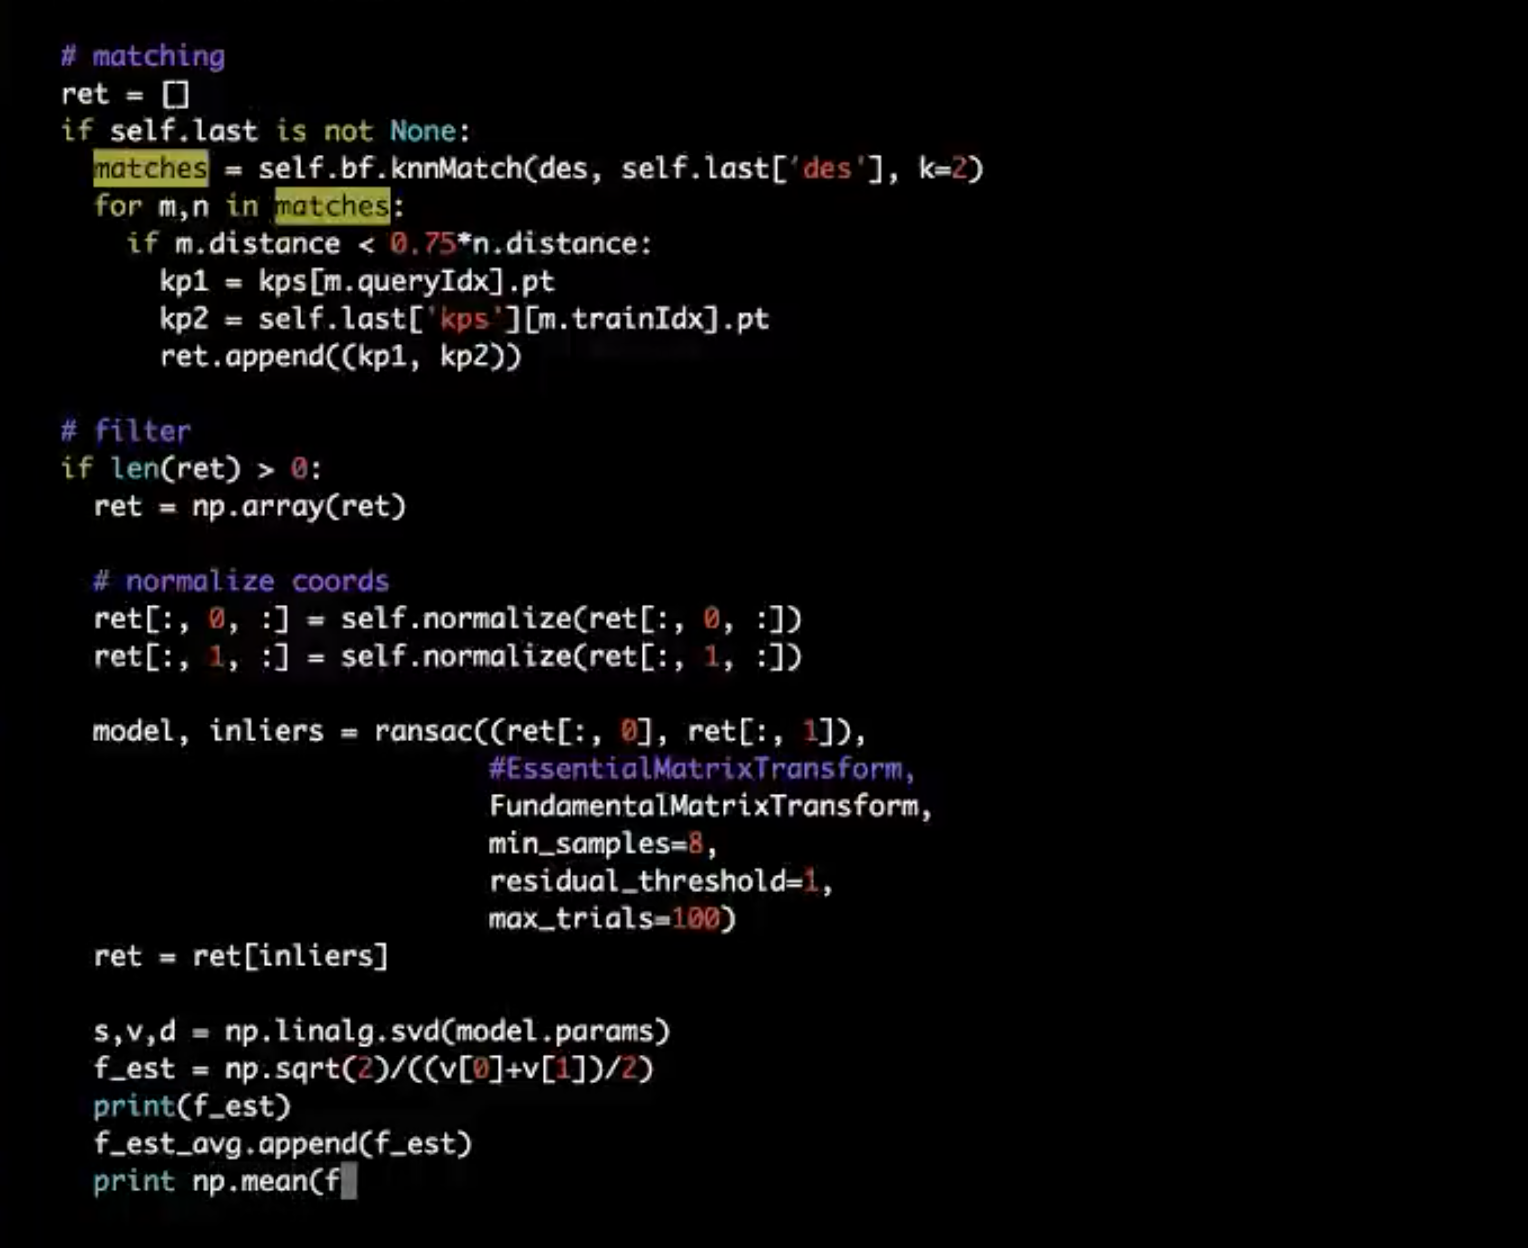 # matching
ret = []
if self.last is not None:
  matches = self.bf.knnMatch(des, self.last['des'], k=2)
  for m,n in matches:
    if m.distance < 0.75*n.distance:
      kp1 = kps[m.queryIdx].pt
      kp2 = self.last['kps'][m.trainIdx].pt
      ret.append((kp1, kp2))

# filter
if len(ret) > 0:
  ret = np.array(ret)

  # normalize coords
  ret[:, 0, :] = self.normalize(ret[:, 0, :])
  ret[:, 1, :] = self.normalize(ret[:, 1, :])

  model, inliers = ransac((ret[:, 0], ret[:, 1]),
                          #EssentialMatrixTransform,
                          FundamentalMatrixTransform,
                          min_samples=8,
                          residual_threshold=1,
                          max_trials=100)
  ret = ret[inliers]

  s,v,d = np.linalg.svd(model.params)
  f_est = np.sqrt(2)/((v[0]+v[1])/2)
  print(f_est)
  f_est_avg.append(f_est)
  print np.mean(f